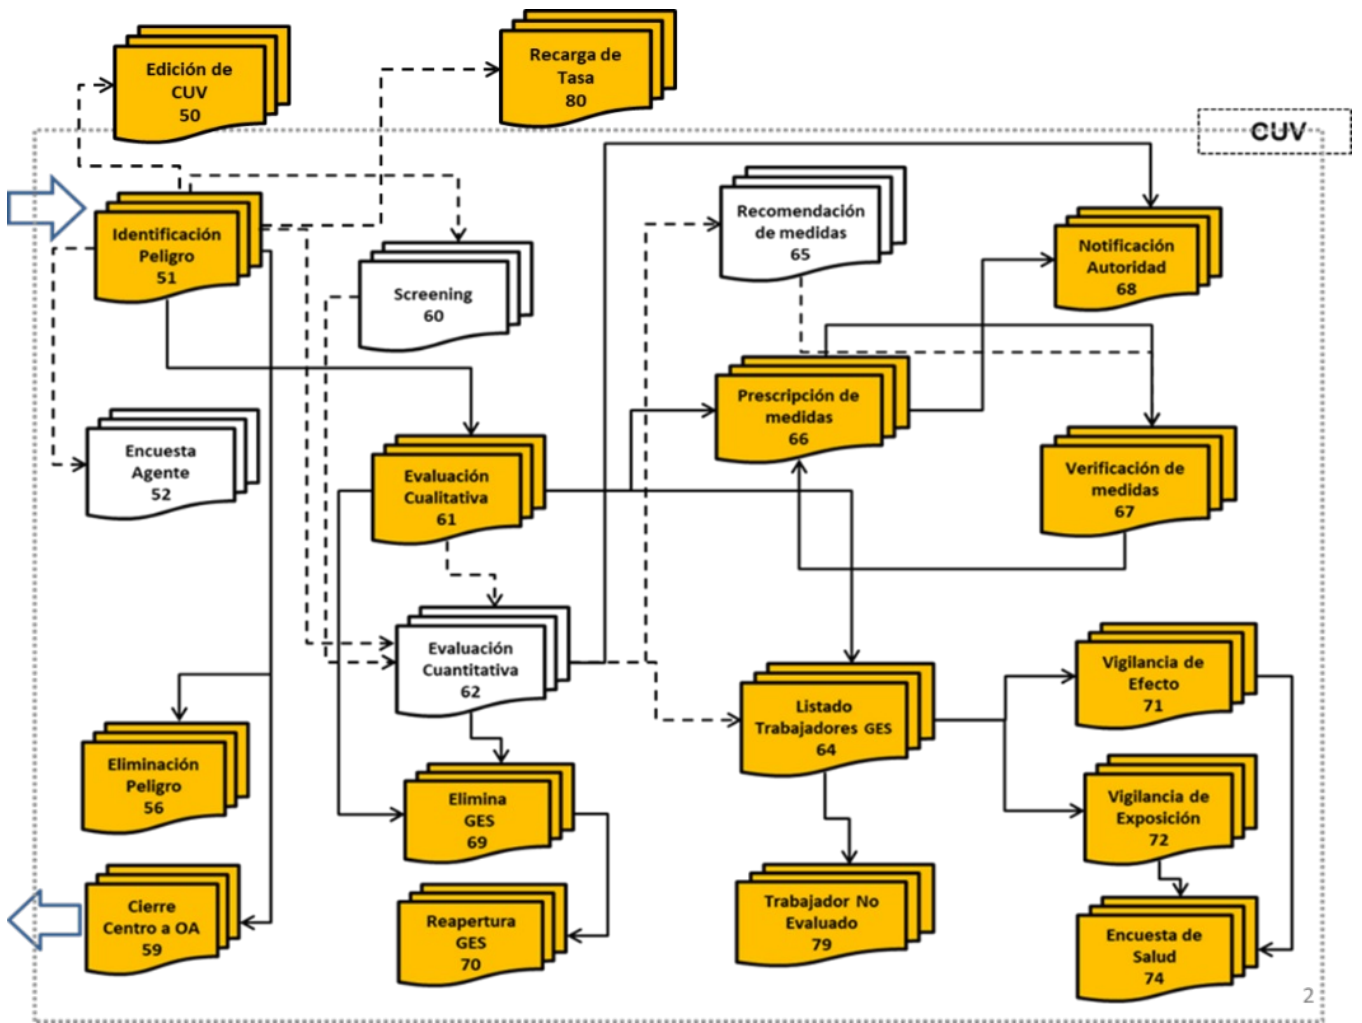 Edición de
CUV
50
Recarga de
Tasa
80
CUV
Identificación
Peligro
51
Screening
60
Recomendación
de medidas
65
Notificación
Autoridad
68
Encuesta
Agente
52
Evaluación
Cualitativa
61
Prescripción de
medidas
66
Verificación de
medidas
67
Evaluación
Cuantitativa
62
Listado
Trabajadores GES
64
Vigilancia de
Efecto
71
Eliminación
Peligro
56
Elimina
GES
69
Vigilancia de
Exposición
72
Cierre
Centro a OA
59
Reapertura
GES
70
Trabajador No
Evaluado
79
Encuesta de
Salud
74
2